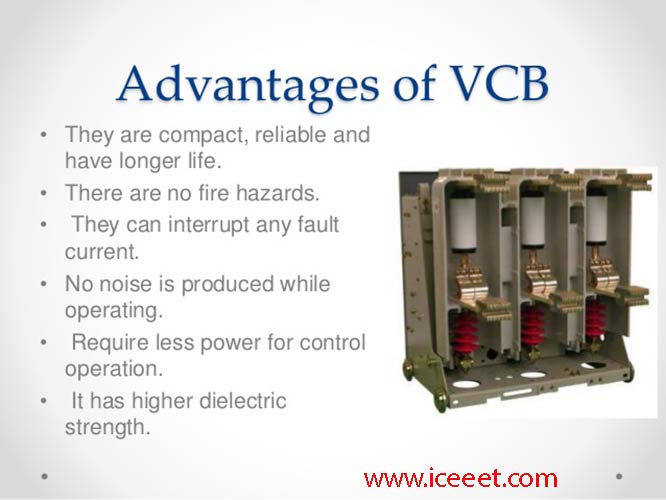 Advantages of VCB
• They are compact, reliable and
have longer life.
• There are no fire hazards.
• They can interrupt any fault
current.
• No noise is produced while
operating.
• Require less power for control
operation.
• It has higher dielectric
strength.
www.iceeet.com